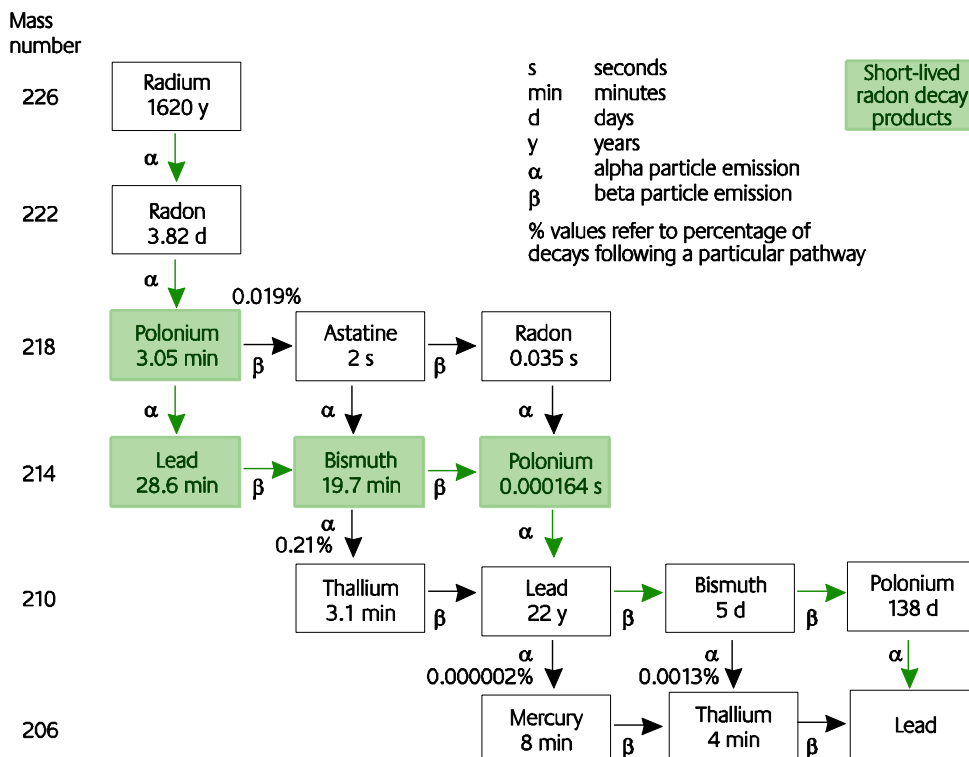 Mass
number
226
Radium
1620 y
s seconds
min minutes
d days
y years
α alpha particle emission
β beta particle emission
% values refer to percentage of
decays following a particular pathway
Short-lived
radon decay
products
α
222
Radon
3.82 d
α
0.019%
218
Polonium
3.05 min
β
Astatine
2 s
β
Radon
0.035 s
α
α
α
214
Lead
28.6 min
β
Bismuth
19.7 min
β
Polonium
0.000164 s
α
0.21%
α
210
Thallium
3.1 min
β
Lead
22 y
β
Bismuth
5 d
β
Polonium
138 d
α
0.000002%
α
0.0013%
α
206
Mercury
8 min
β
Thallium
4 min
β
Lead